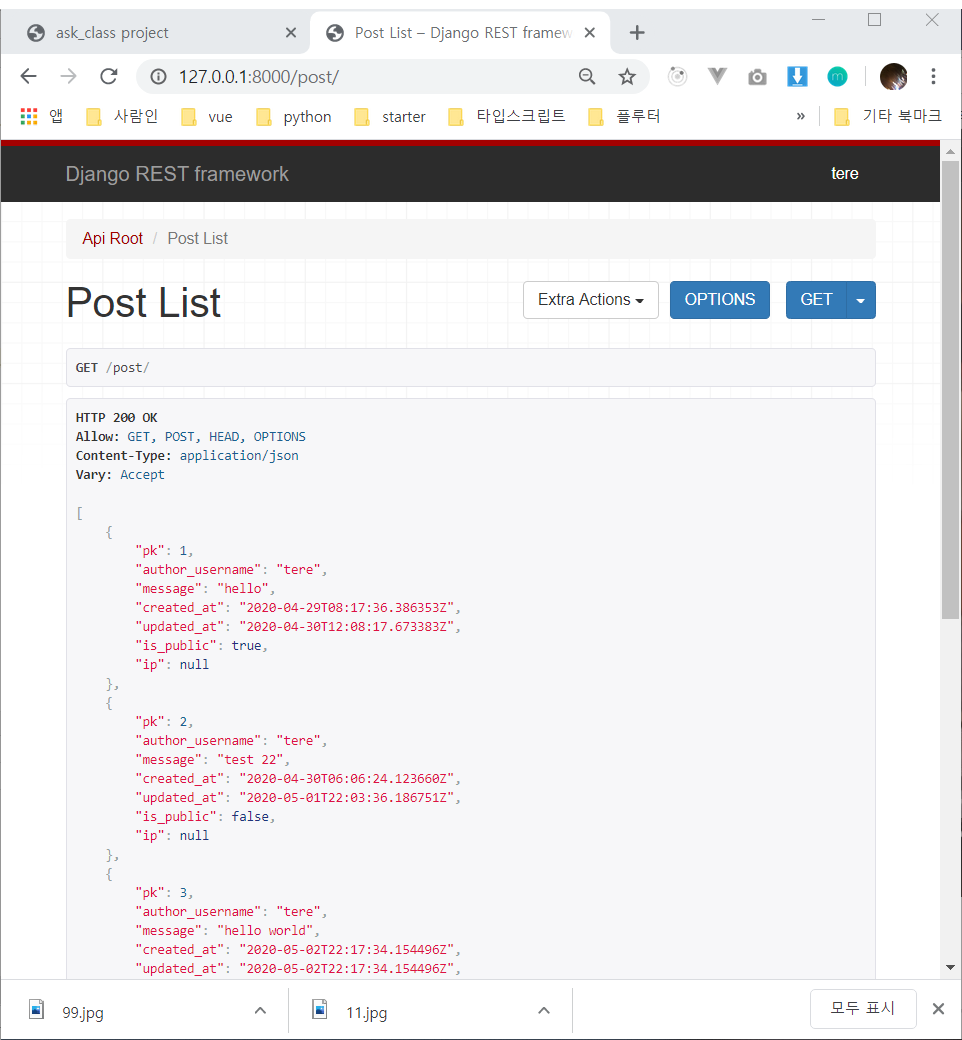 ask_class project
Post List – Django REST framew
127.0.0.1:8000/post/
앱 사람인 vue python starter 타입스크립트 플루터 » 기타 북마크
Django REST framework tere
Api Root / Post List
Post List Extra Actions OPTIONS GET
GET /post/
HTTP 200 OK
Allow: GET, POST, HEAD, OPTIONS
Content-Type: application/json
Vary: Accept
[
{
"pk": 1,
"author_username": "tere",
"message": "hello",
"created_at": "2020-04-29T08:17:36.386353Z",
"updated_at": "2020-04-30T12:08:17.673383Z",
"is_public": true,
"ip": null
},
{
"pk": 2,
"author_username": "tere",
"message": "test 22",
"created_at": "2020-04-30T06:06:24.123660Z",
"updated_at": "2020-05-01T22:03:36.186751Z",
"is_public": false,
"ip": null
},
{
"pk": 3,
"author_username": "tere",
"message": "hello world",
"created_at": "2020-05-02T22:17:34.154496Z",
"updated_at": "2020-05-02T22:17:34.154496Z",
99.jpg 11.jpg 모두 표시